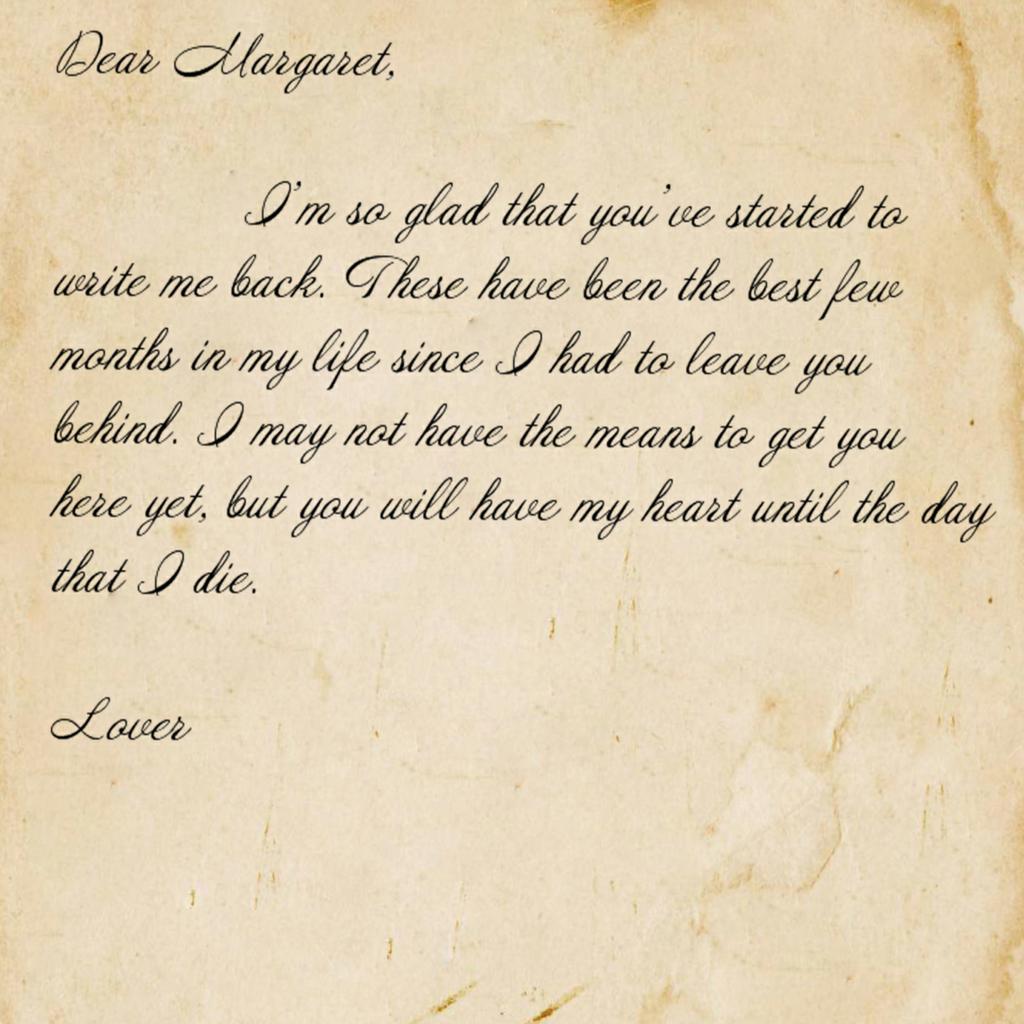 Dear Margaret,
I'm so glad that you've started to
write me back. These have been the best few
months in my life since I had to leave you
behind. I may not have the means to get you
here yet, but you will have my heart until the day
that I die.
Lover